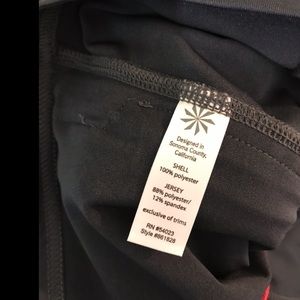 Designed in
Sonoma County,
California
SHELL
100% polyester
JERSEY
88% polyester/
12% spandex
exclusive of trims
RN #54023
Style #861828